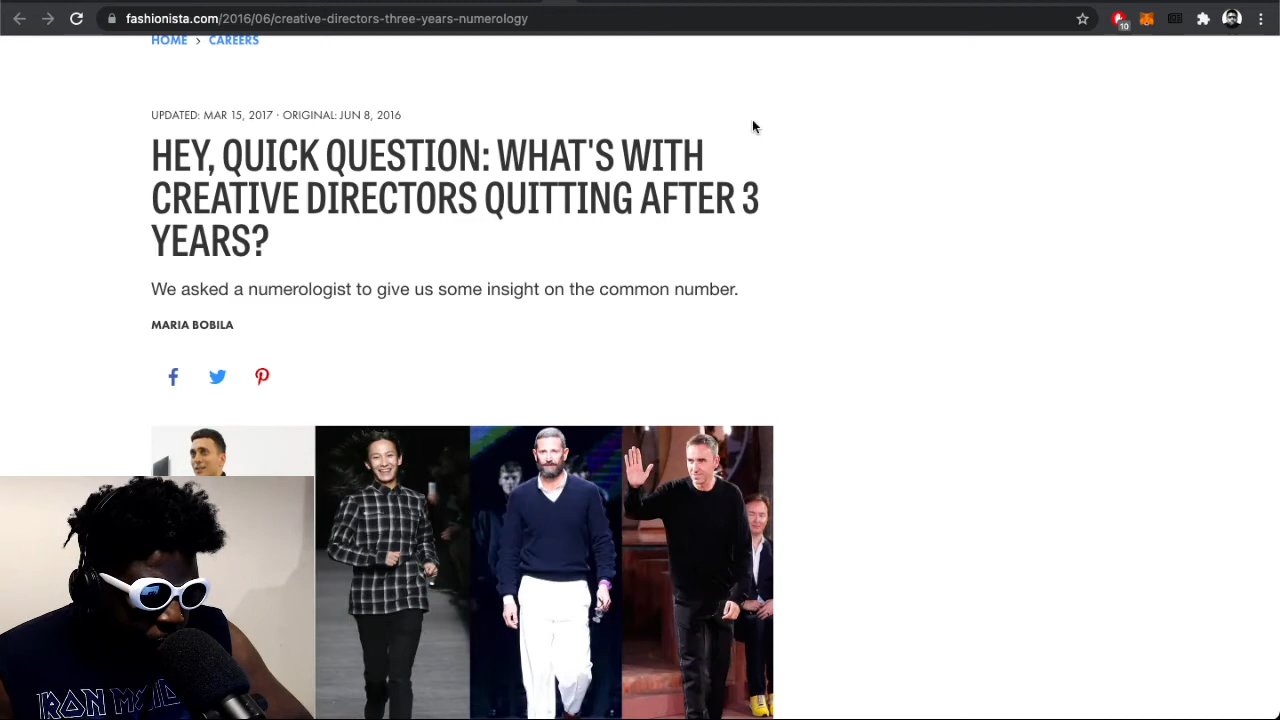 fashionista.com/2016/06/creative-directors-three-years-numerology
10
HOME > CAREERS
UPDATED: MAR 15, 2017 · ORIGINAL: JUN 8, 2016
HEY, QUICK QUESTION: WHAT'S WITH
CREATIVE DIRECTORS QUITTING AFTER 3
YEARS?
We asked a numerologist to give us some insight on the common number.
MARIA BOBILA
IRON MAID